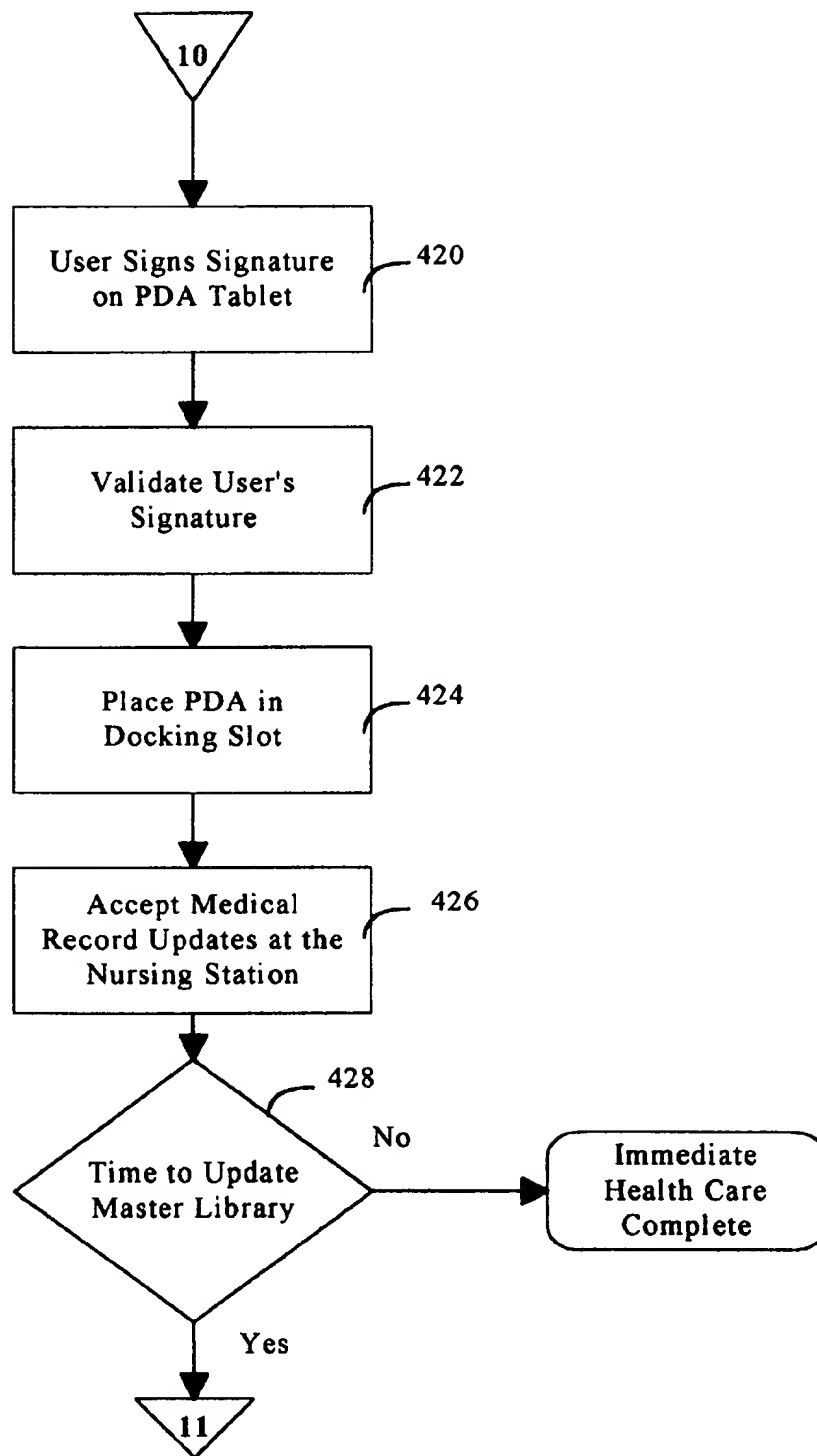 10
User Signs Signature
on PDA Tablet
420
Validate User's
Signature
422
Place PDA in
Docking Slot
424
Accept Medical
Record Updates at the
Nursing Station
426
428
Time to Update
Master Library
No
Immediate
Health Care
Complete
Yes
11